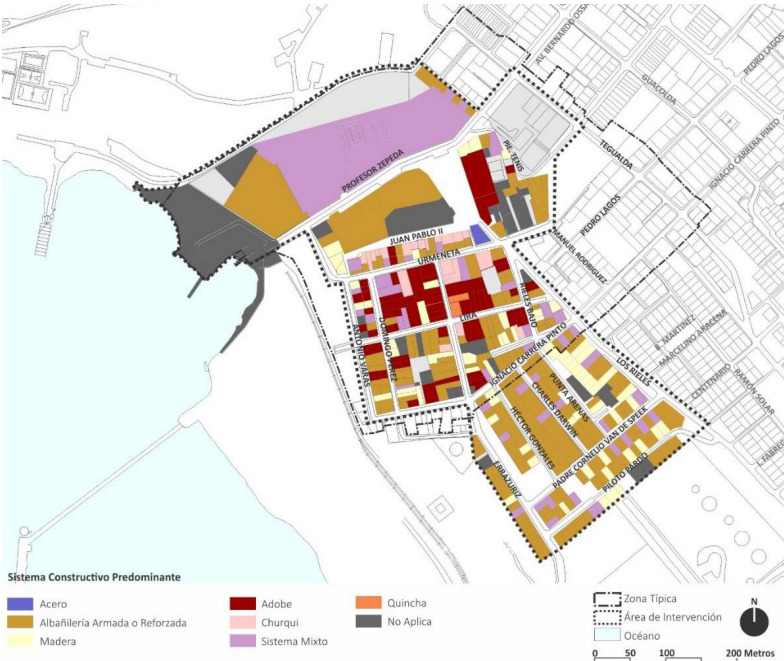 AV. BERNARDO OSSA
PEDRO LAGOS
GUACOLDA
IGNACIO CARRERA PINTO
TEGUALDA
PJE TENIS
PROFESOR ZEPEDA
PEDRO LAGOS
MANUEL RODRIGUEZ
JUAN PABLO II
URMENETA
RIELES BAJO
LIRA
DOMINGO PEREZ
ANTONIO VARAS
IGNACIO CARRERA PINTO
B. MARTINEZ
MARCELINO ARACENA
LOS RIELES
CENTENARIO
RAMÓN SOLAR
PUNTA ARENAS
CHARLES DARWIN
HÉCTOR GONZALES
PADRE CORNELIO VAN DE SPEEK
PILOTO PARDO
ERRAZURIZ
Sistema Constructivo Predominante
Acero
Adobe
Quincha
Albañilería Armada o Reforzada
Churqui
No Aplica
Madera
Sistema Mixto
Zona Típica
Área de Intervención
Océano
N
0 50 100 200 Metros